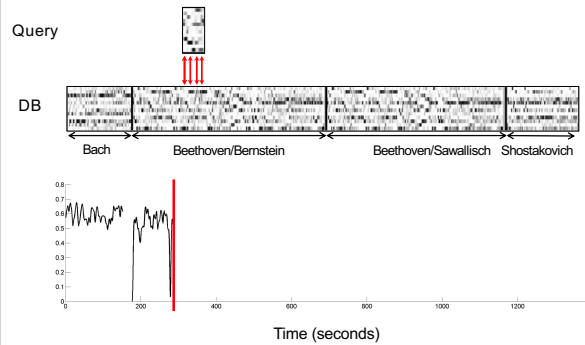 Query
DB
Bach Beethoven/Bernstein Beethoven/Sawallisch Shostakovich
0.8
0.7
0.6
0.5
0.4
0.3
0.2
0.1
0
0 200 400 600 800 1000 1200
Time (seconds)